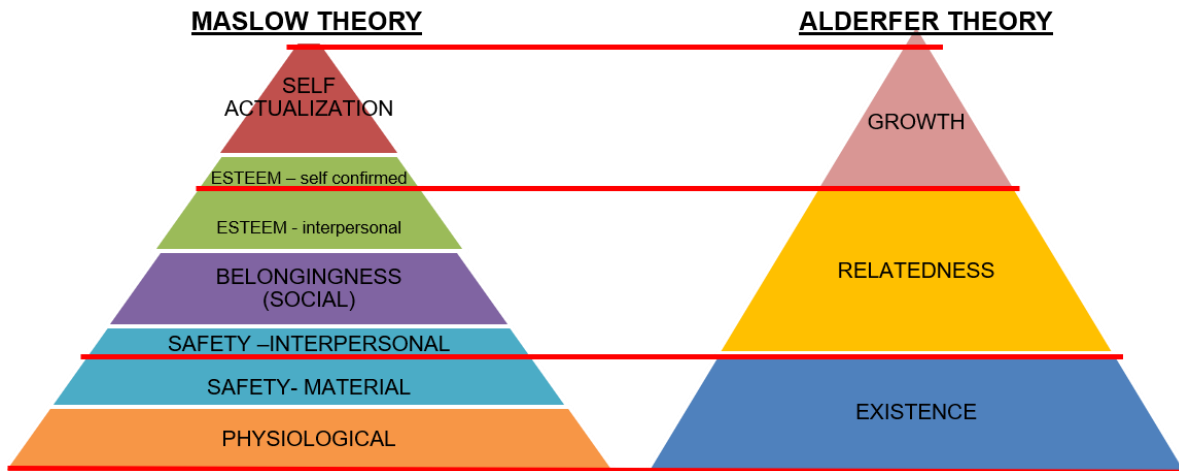 MASLOW THEORY
SELF
ACTUALIZATION
ESTEEM – self confirmed
ESTEEM - interpersonal
BELONGINGNESS
(SOCIAL)
SAFETY –INTERPERSONAL
SAFETY- MATERIAL
PHYSIOLOGICAL
ALDERFER THEORY
GROWTH
RELATEDNESS
EXISTENCE